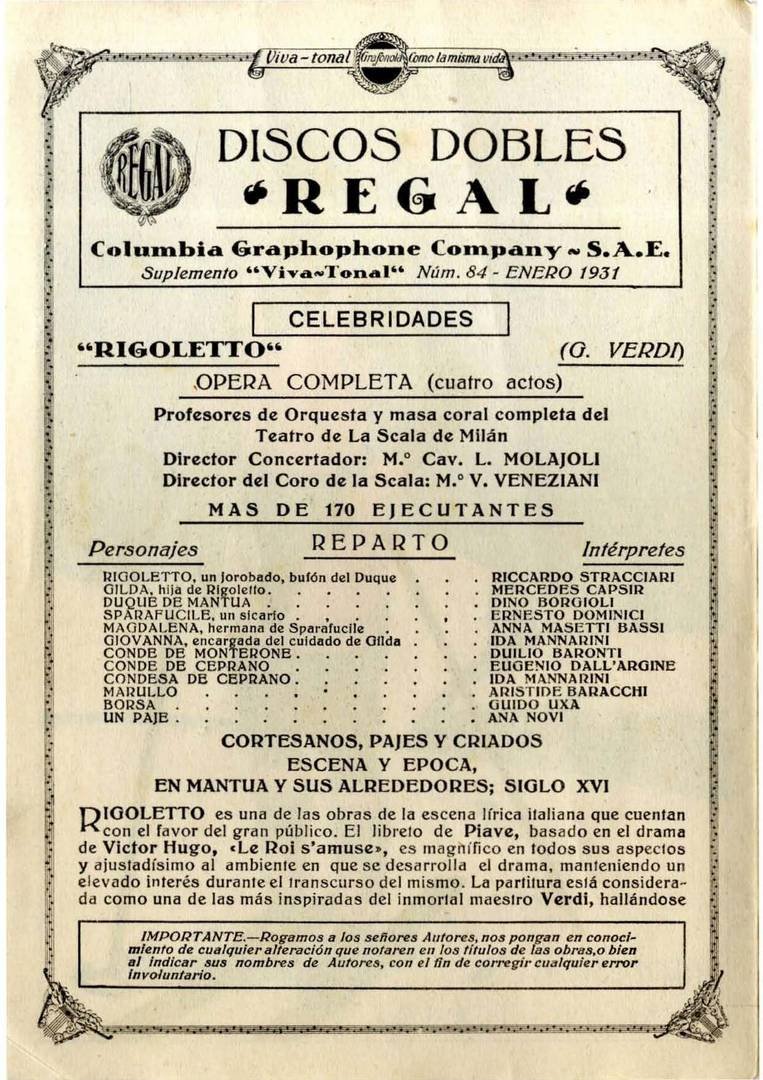 Viva-tonal Grafonola Como la misma vida
REGAL
DISCOS DOBLES
"REGAL"
Columbia Graphophone Company ~ S.A.E.
Suplemento "Viva~Tonal" Núm. 84 - ENERO 1931
CELEBRIDADES
"RIGOLETTO" (G. VERDI)
OPERA COMPLETA (cuatro actos)
Profesores de Orquesta y masa coral completa del
Teatro de La Scala de Milán
Director Concertador: M.º Cav. L. MOLAJOLI
Director del Coro de la Scala: M.º V. VENEZIANI
MAS DE 170 EJECUTANTES
Personajes REPARTO Intérpretes
RIGOLETTO, un jorobado, bufón del Duque . . . RICCARDO STRACCIARI
GILDA, hija de Rigoletto. . . . . . . . MERCEDES CAPSIR
DUQUE DE MANTUA . . . . . . . . DINO BORGIOLI
SPARAFUCILE, un sicario . . . . . . . ERNESTO DOMINICI
MAGDALENA, hermana de Sparafucile . . . . ANNA MASETTI BASSI
GIOVANNA, encargada del cuidado de Gilda . . . IDA MANNARINI
CONDE DE MONTERONE . . . . . . . DUILIO BARONTI
CONDE DE CEPRANO . . . . . . . EUGENIO DALL'ARGINE
CONDESA DE CEPRANO . . . . . . . IDA MANNARINI
MARULLO . . . . . . . . . . ARISTIDE BARACCHI
BORSA . . . . . . . . . . . GUIDO UXA
UN PAJE . . . . . . . . . . . ANA NOVI
CORTESANOS, PAJES Y CRIADOS
ESCENA Y EPOCA,
EN MANTUA Y SUS ALREDEDORES; SIGLO XVI
RIGOLETTO es una de las obras de la escena lírica italiana que cuentan
con el favor del gran público. El libreto de Piave, basado en el drama
de Victor Hugo, «Le Roi s'amuse», es magnífico en todos sus aspectos
y ajustadísimo al ambiente en que se desarrolla el drama, manteniendo un
elevado interés durante el transcurso del mismo. La partitura está considera-
da como una de las más inspiradas del inmortal maestro Verdi, hallándose
IMPORTANTE.—Rogamos a los señores Autores, nos pongan en conoci-
miento de cualquier alteración que notaren en los títulos de las obras,o bien
al indicar sus nombres de Autores, con el fin de corregir cualquier error
involuntario.